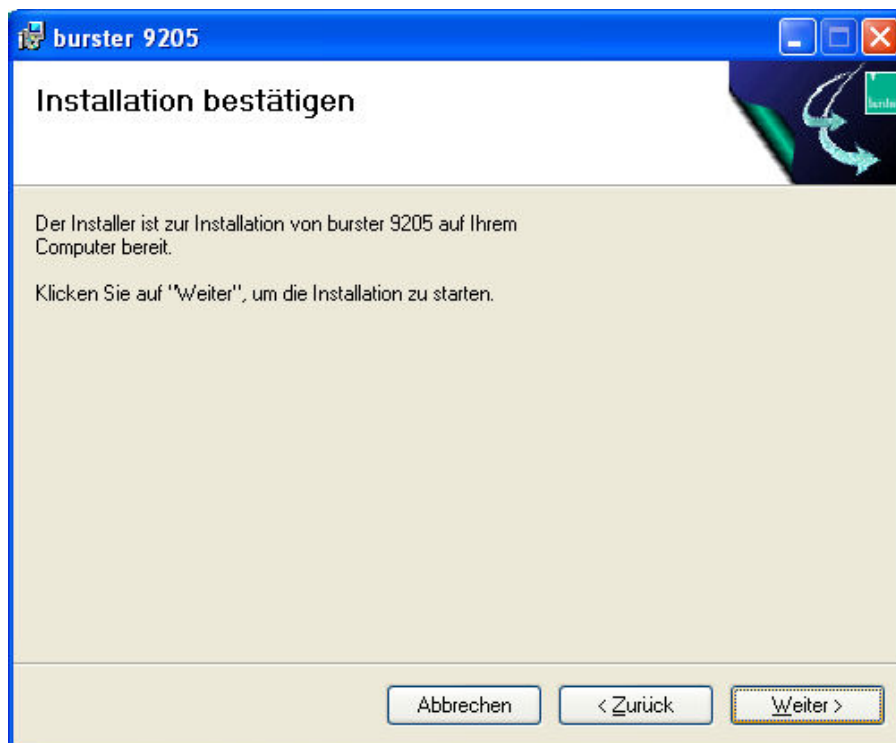 burster 9205
Installation bestätigen
Der Installer ist zur Installation von burster 9205 auf Ihrem
Computer bereit.
Klicken Sie auf "Weiter", um die Installation zu starten.
Abbrechen
< Zurück
Weiter >